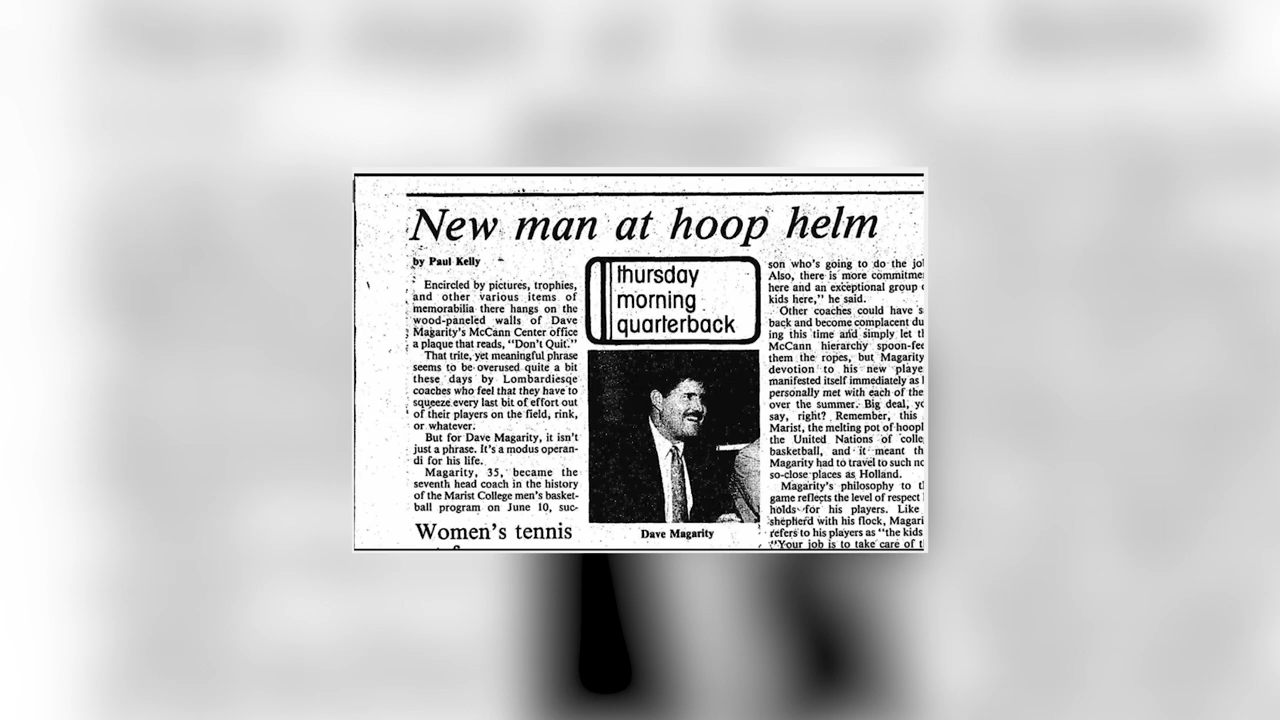 New man at hoop helm
by Paul Kelly
Encircled by pictures, trophies,
and other various items of
memorabilia there hangs on the
wood-paneled walls of Dave
Magarity's McCann Center office
a plaque that reads, "Don't Quit."
That trite, yet meaningful phrase
seems to be overused quite a bit
these days by Lombardiesqe
coaches who feel that they have to
squeeze every last bit of effort out
of their players on the field, rink,
or whatever.
But for Dave Magarity, it isn't
just a phrase. It's a modus operan-
di for his life.
Magarity, 35, became the
seventh head coach in the history
of the Marist College men's basket-
ball program on June 10, suc-
Women's tennis
thursday
morning
quarterback
Dave Magarity
son who's going to do the jo
Also, there is more commitme
here and an exceptional group
kids here," he said.
Other coaches could have s
back and become complacent du
ing this time and simply let t
McCann hierarchy spoon-fee
them the ropes, but Magarity
devotion to his new playe
manifested itself immediately as
personally met with each of the
over the summer. Big deal, yo
say, right? Remember, this
Marist, the melting pot of hoopl
the United Nations of colle
basketball, and it meant th
Magarity had to travel to such no
so-close places as Holland.
Magarity's philosophy to t
game reflects the level of respect
holds for his players. Like
shepherd with his flock, Magari
refers to his players as "the kids
"Your job is to take care of t